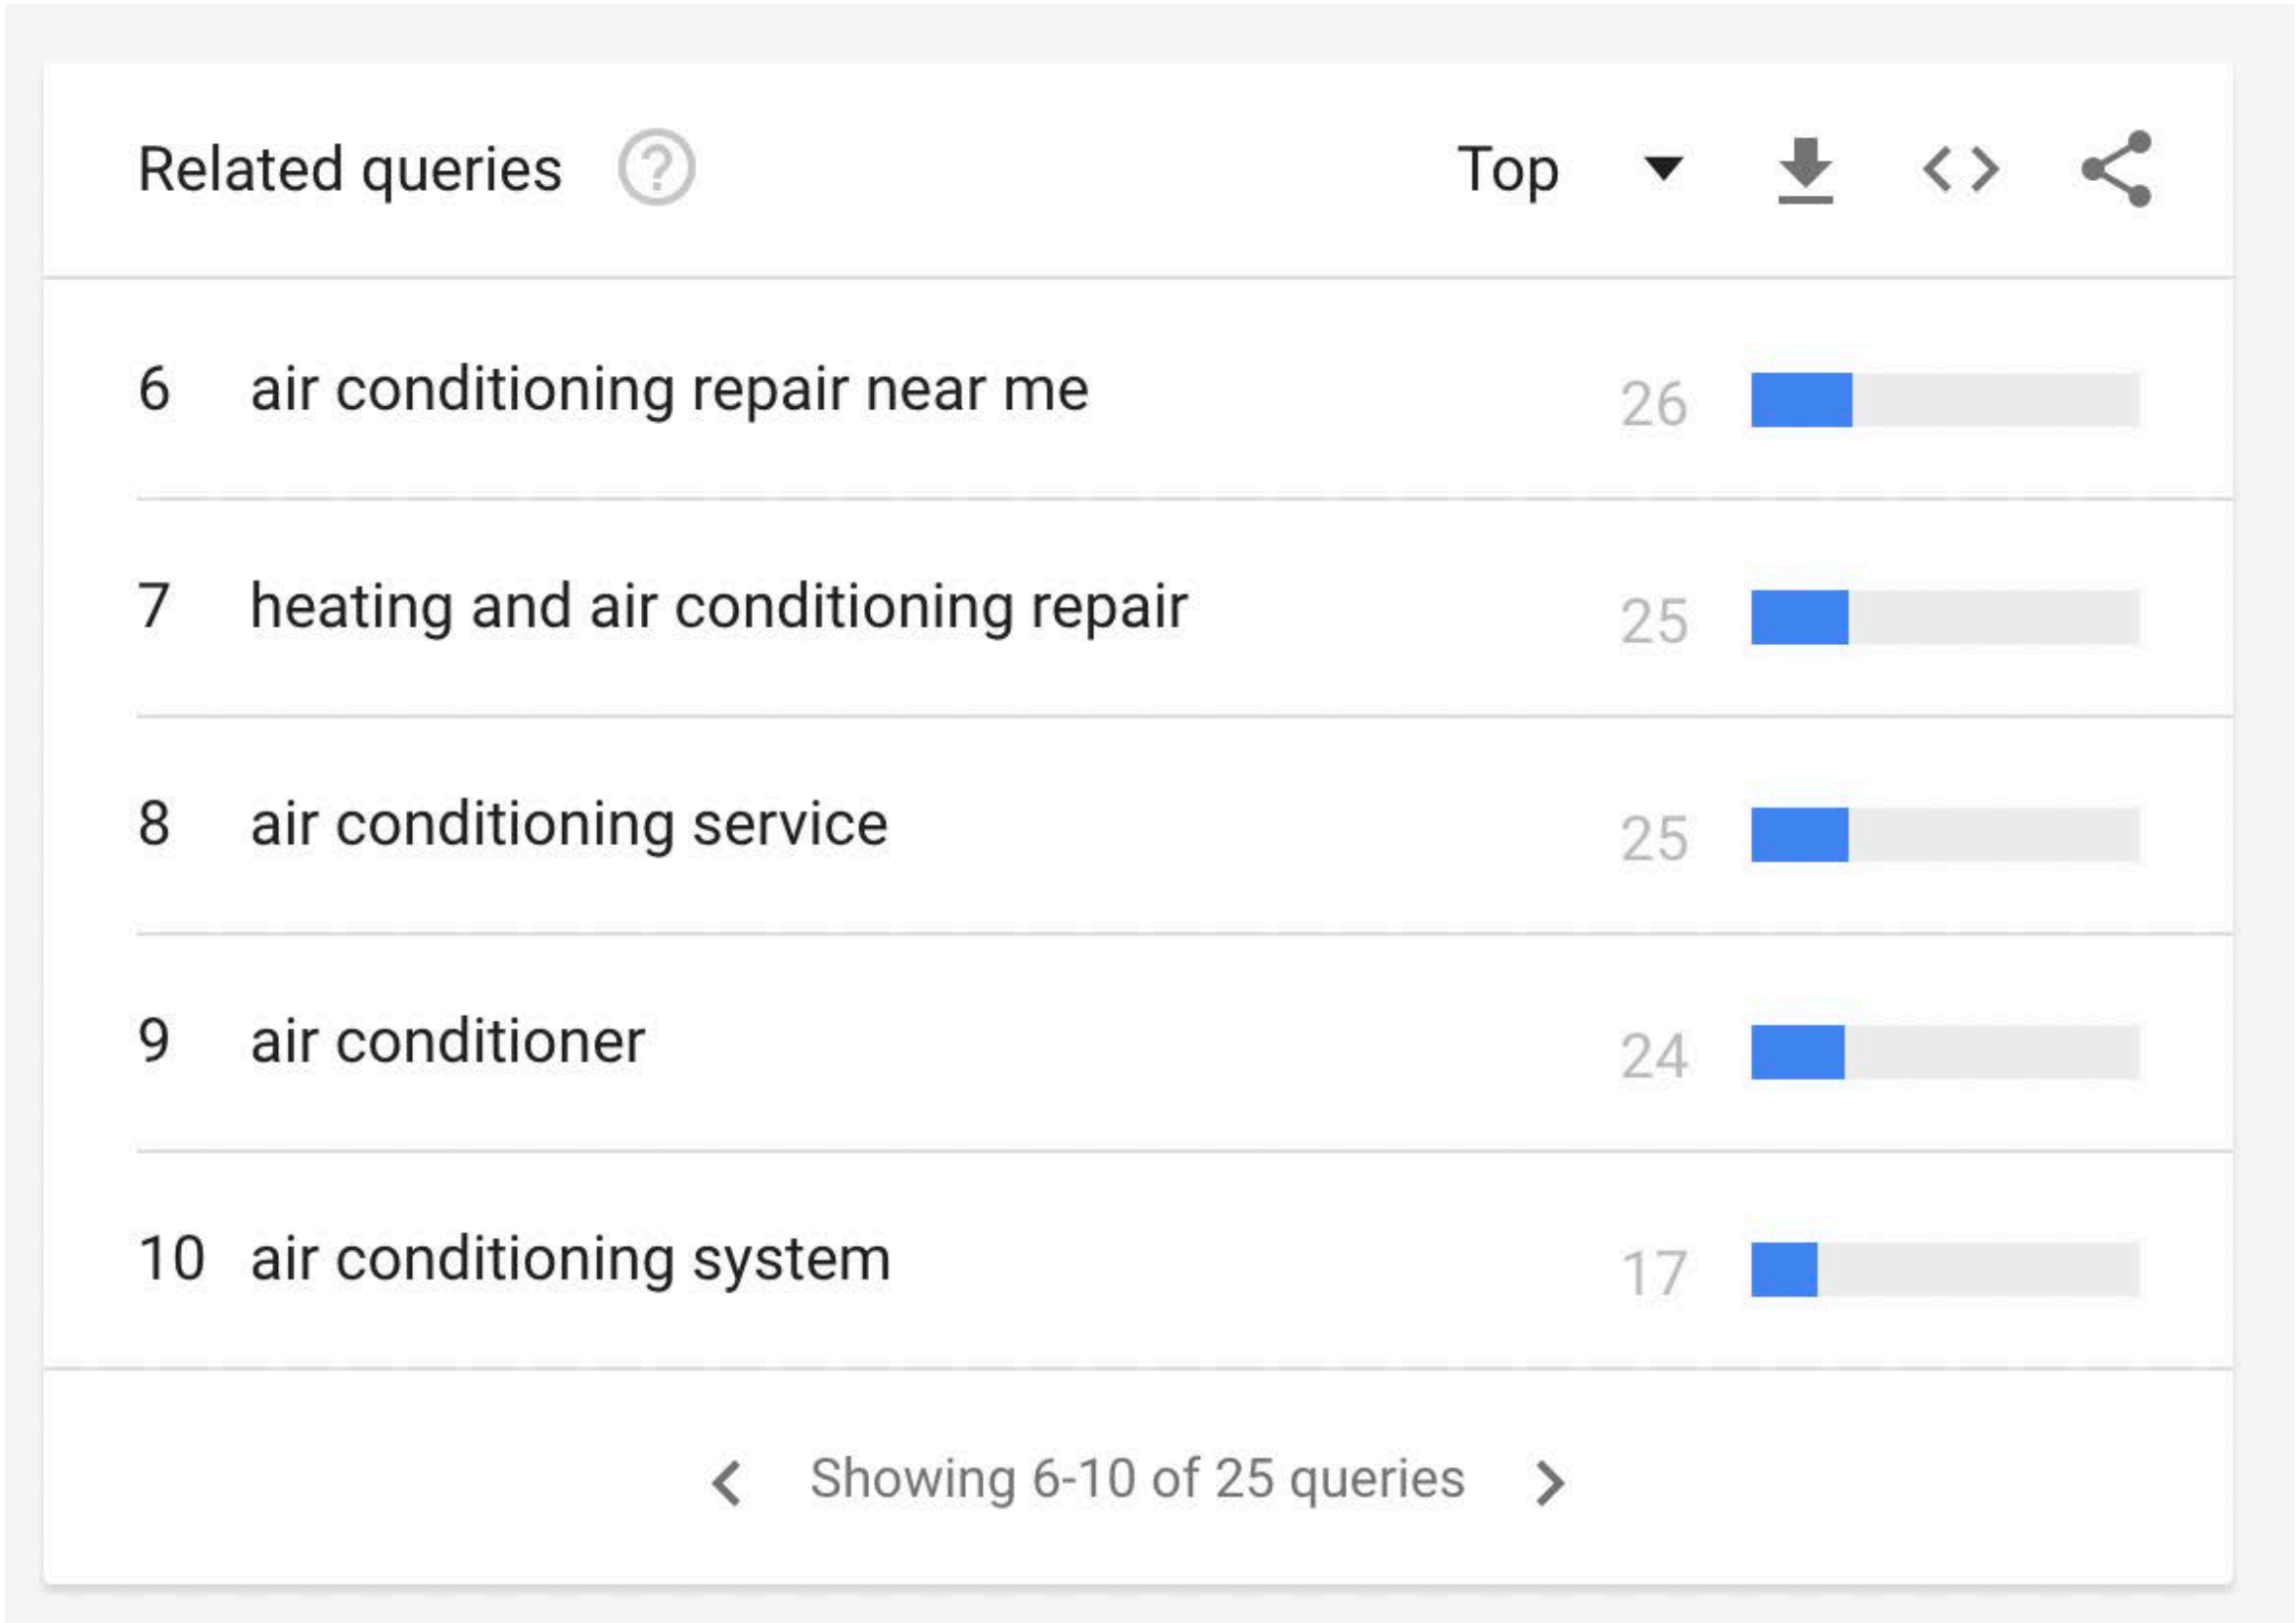 Related queries ? Top
6 air conditioning repair near me 26
7 heating and air conditioning repair 25
8 air conditioning service 25
9 air conditioner 24
10 air conditioning system 17
Showing 6-10 of 25 queries